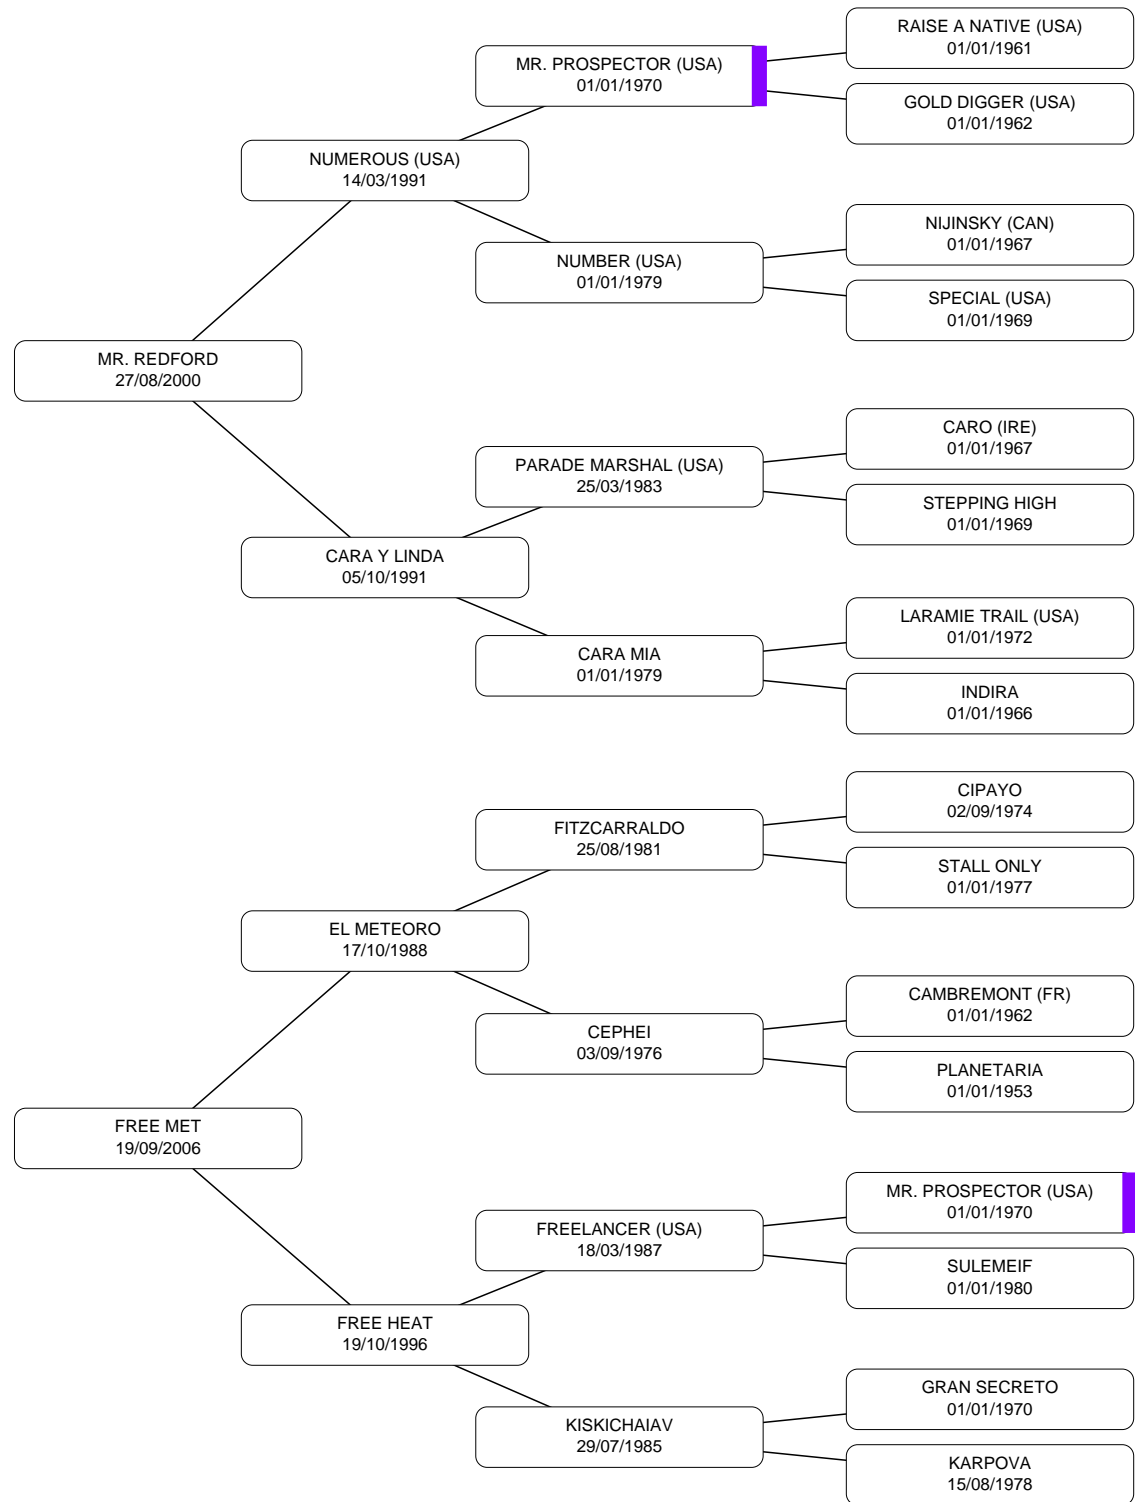 RAISE A NATIVE (USA)
01/01/1961
MR. PROSPECTOR (USA)
01/01/1970
GOLD DIGGER (USA)
01/01/1962
NUMEROUS (USA)
14/03/1991
NIJINSKY (CAN)
01/01/1967
NUMBER (USA)
01/01/1979
SPECIAL (USA)
01/01/1969
MR. REDFORD
27/08/2000
CARO (IRE)
01/01/1967
PARADE MARSHAL (USA)
25/03/1983
STEPPING HIGH
01/01/1969
CARA Y LINDA
05/10/1991
LARAMIE TRAIL (USA)
01/01/1972
CARA MIA
01/01/1979
INDIRA
01/01/1966
CIPAYO
02/09/1974
FITZCARRALDO
25/08/1981
STALL ONLY
01/01/1977
EL METEORO
17/10/1988
CAMBREMONT (FR)
01/01/1962
CEPHEI
03/09/1976
PLANETARIA
01/01/1953
FREE MET
19/09/2006
MR. PROSPECTOR (USA)
01/01/1970
FREELANCER (USA)
18/03/1987
SULEMEIF
01/01/1980
FREE HEAT
19/10/1996
GRAN SECRETO
01/01/1970
KISKICHAIAV
29/07/1985
KARPOVA
15/08/1978